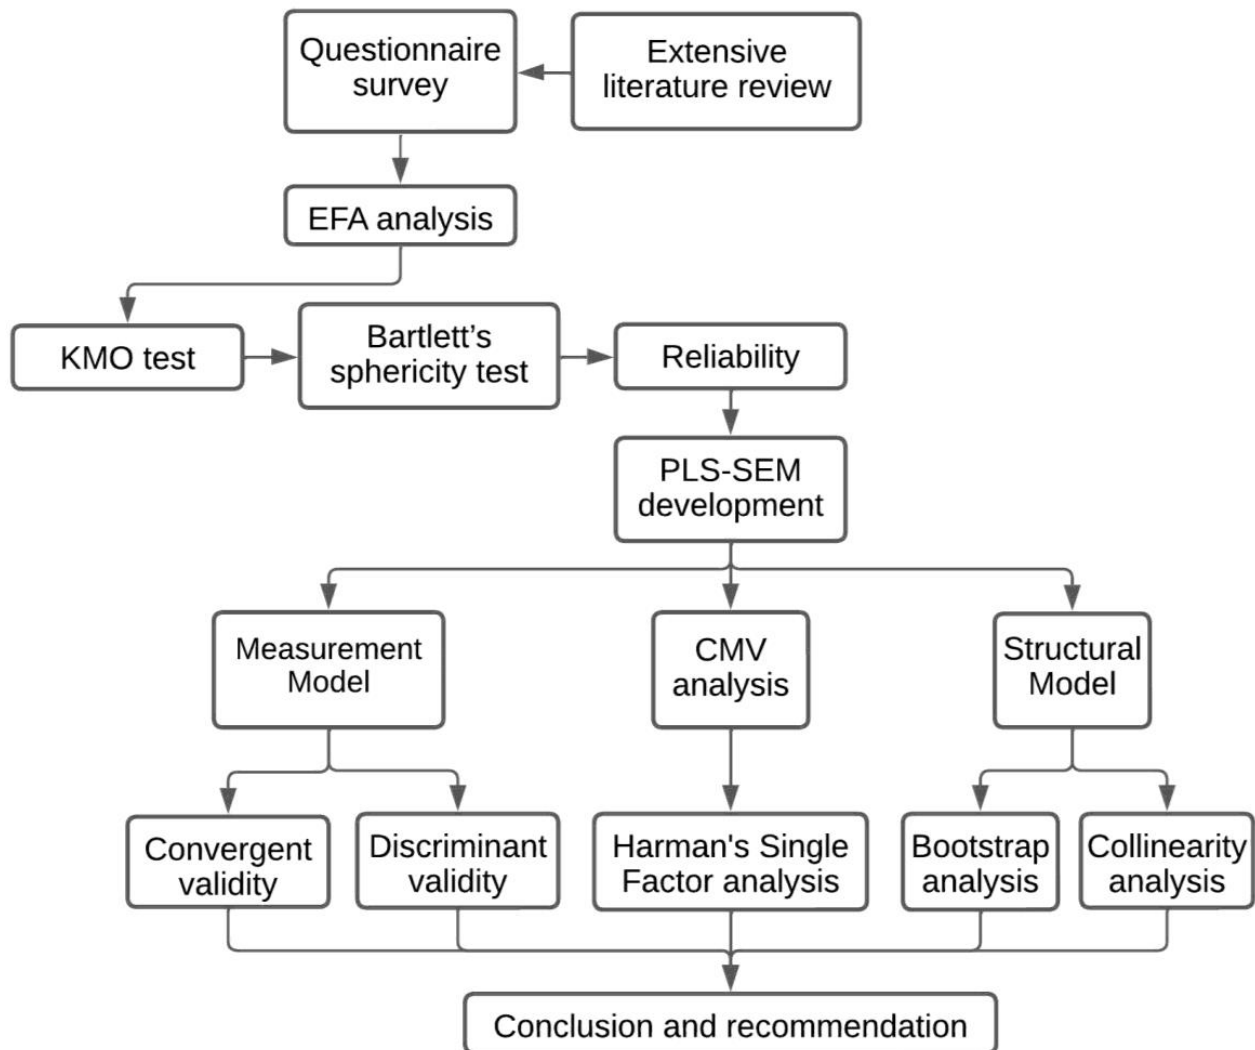 Questionnaire
survey
Extensive
literature review
EFA analysis
KMO test
Bartlett’s
sphericity test
Reliability
PLS-SEM
development
Measurement
Model
CMV
analysis
Structural
Model
Convergent
validity
Discriminant
validity
Harman's Single
Factor analysis
Bootstrap
analysis
Collinearity
analysis
Conclusion and recommendation